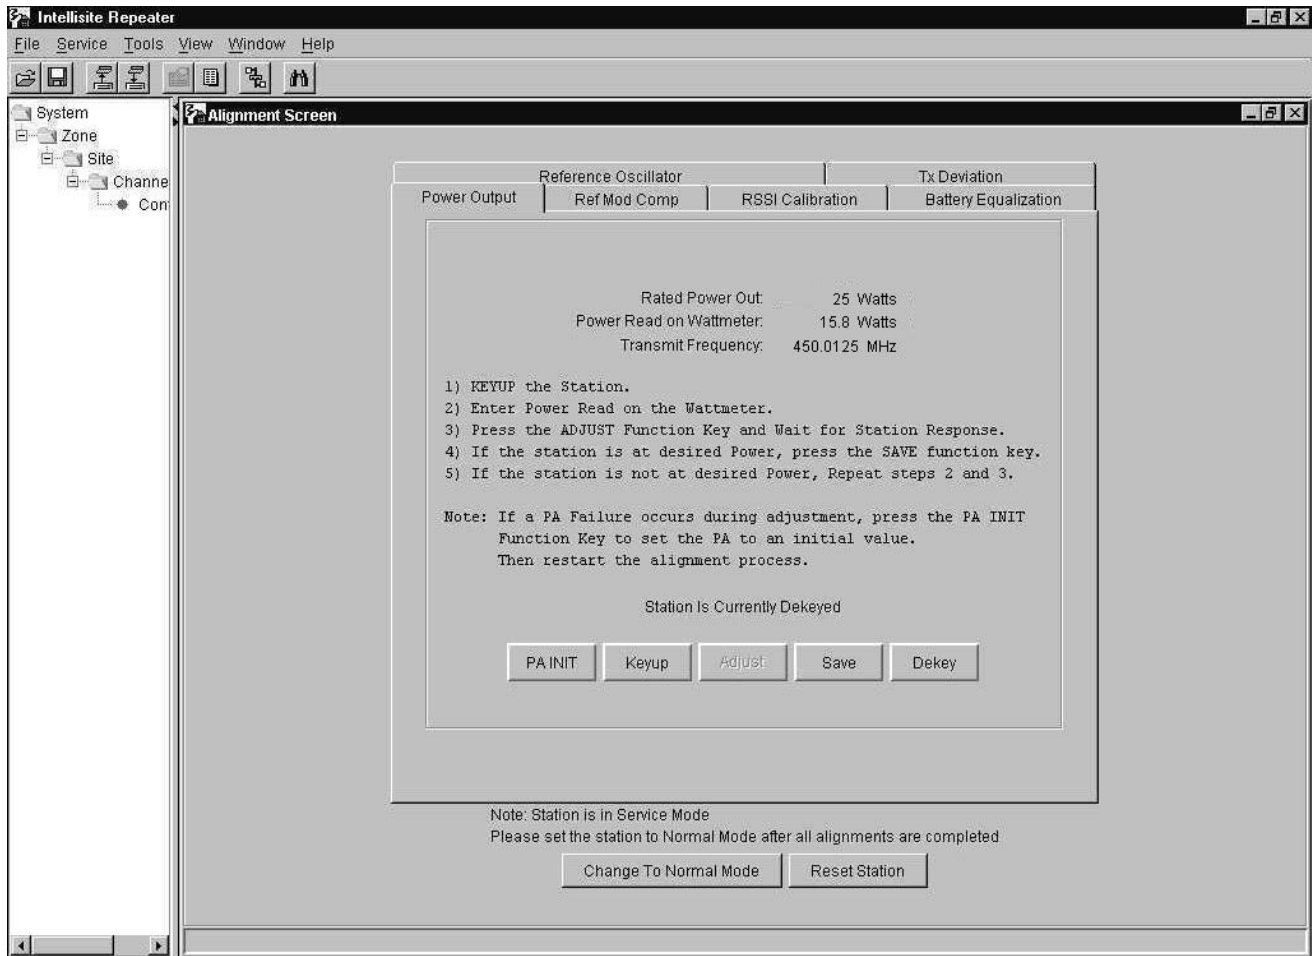 Intellisite Repeater
File Service Tools View Window Help
System
Zone
Site
Channe
Con
Alignment Screen
Reference Oscillator Tx Deviation
Power Output Ref Mod Comp RSSI Calibration Battery Equalization
Rated Power Out: 25 Watts
Power Read on Wattmeter: 15.8 Watts
Transmit Frequency: 450.0125 MHz
1) KEYUP the Station.
2) Enter Power Read on the Wattmeter.
3) Press the ADJUST Function Key and Wait for Station Response.
4) If the station is at desired Power, press the SAVE function key.
5) If the station is not at desired Power, Repeat steps 2 and 3.
Note: If a PA Failure occurs during adjustment, press the PA INIT
Function Key to set the PA to an initial value.
Then restart the alignment process.
Station Is Currently Dekeyed
PA INIT Keyup Adjust Save Dekey
Note: Station is in Service Mode
Please set the station to Normal Mode after all alignments are completed
Change To Normal Mode Reset Station